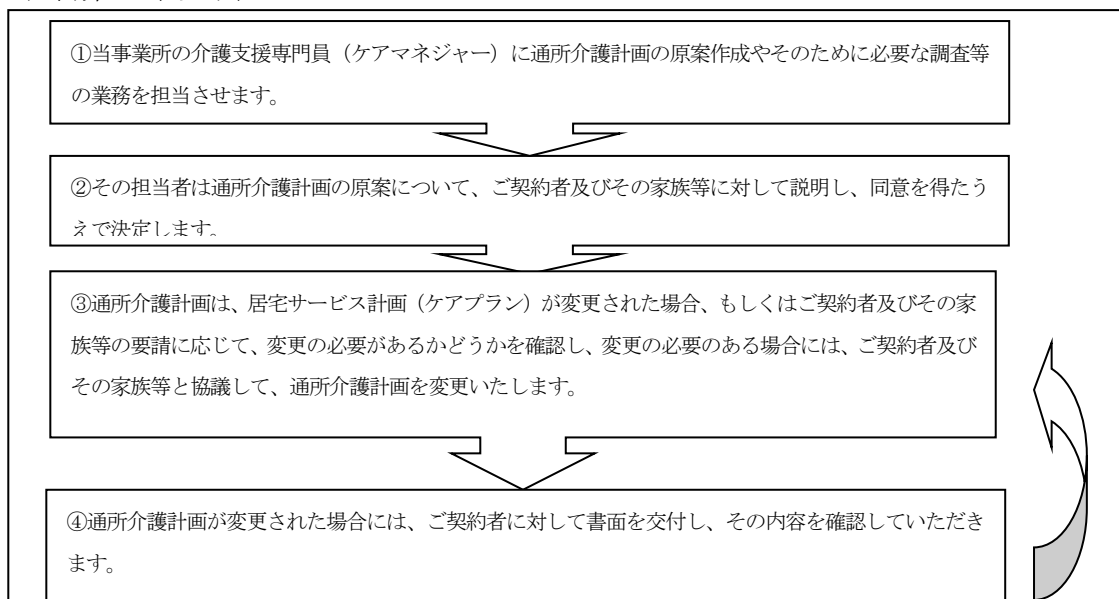 ①当事業所の介護支援専門員（ケアマネジャー）に通所介護計画の原案作成やそのために必要な調査等
の業務を担当させます。
②その担当者は通所介護計画の原案について、ご契約者及びその家族等に対して説明し、同意を得たう
えで決定します。
③通所介護計画は、居宅サービス計画（ケアプラン）が変更された場合、もしくはご契約者及びその家
族等の要請に応じて、変更の必要があるかどうかを確認し、変更の必要のある場合には、ご契約者及び
その家族等と協議して、通所介護計画を変更いたします。
④通所介護計画が変更された場合には、ご契約者に対して書面を交付し、その内容を確認していただき
ます。